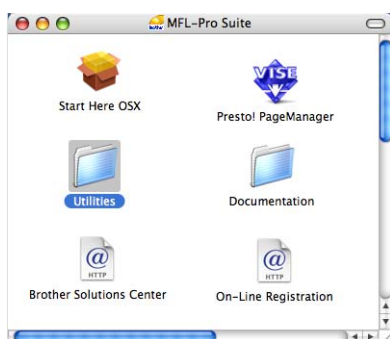 MFL-Pro Suite
Start Here OSX
VISE
Presto! PageManager
Utilities
Documentation
@
HTTP
Brother Solutions Center
@
HTTP
On-Line Registration